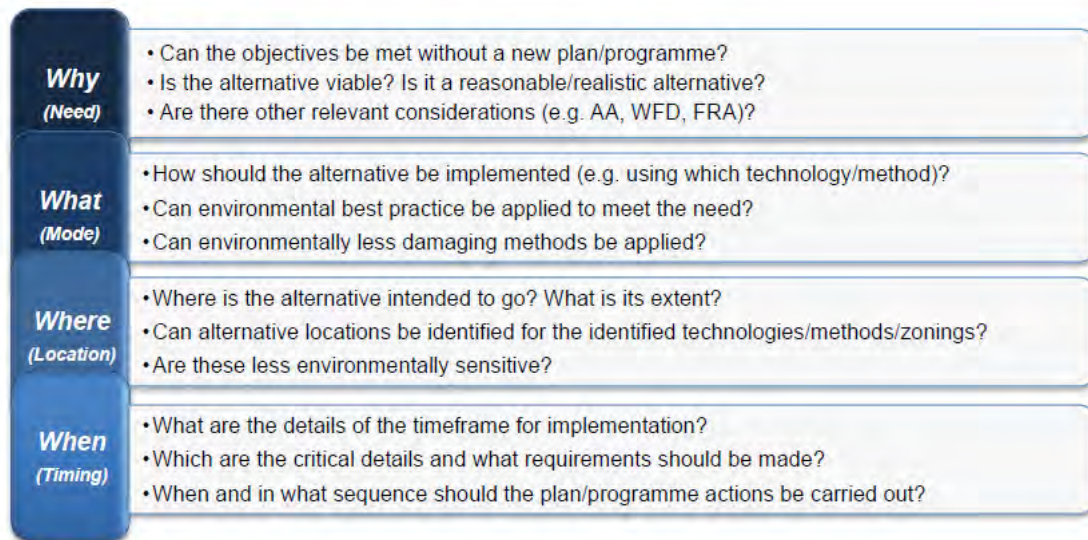 Why
(Need)
• Can the objectives be met without a new plan/programme?
• Is the alternative viable? Is it a reasonable/realistic alternative?
• Are there other relevant considerations (e.g. AA, WFD, FRA)?
What
(Mode)
•How should the alternative be implemented (e.g. using which technology/method)?
•Can environmental best practice be applied to meet the need?
•Can environmentally less damaging methods be applied?
Where
(Location)
•Where is the alternative intended to go? What is its extent?
•Can alternative locations be identified for the identified technologies/methods/zonings?
•Are these less environmentally sensitive?
When
(Timing)
•What are the details of the timeframe for implementation?
•Which are the critical details and what requirements should be made?
•When and in what sequence should the plan/programme actions be carried out?